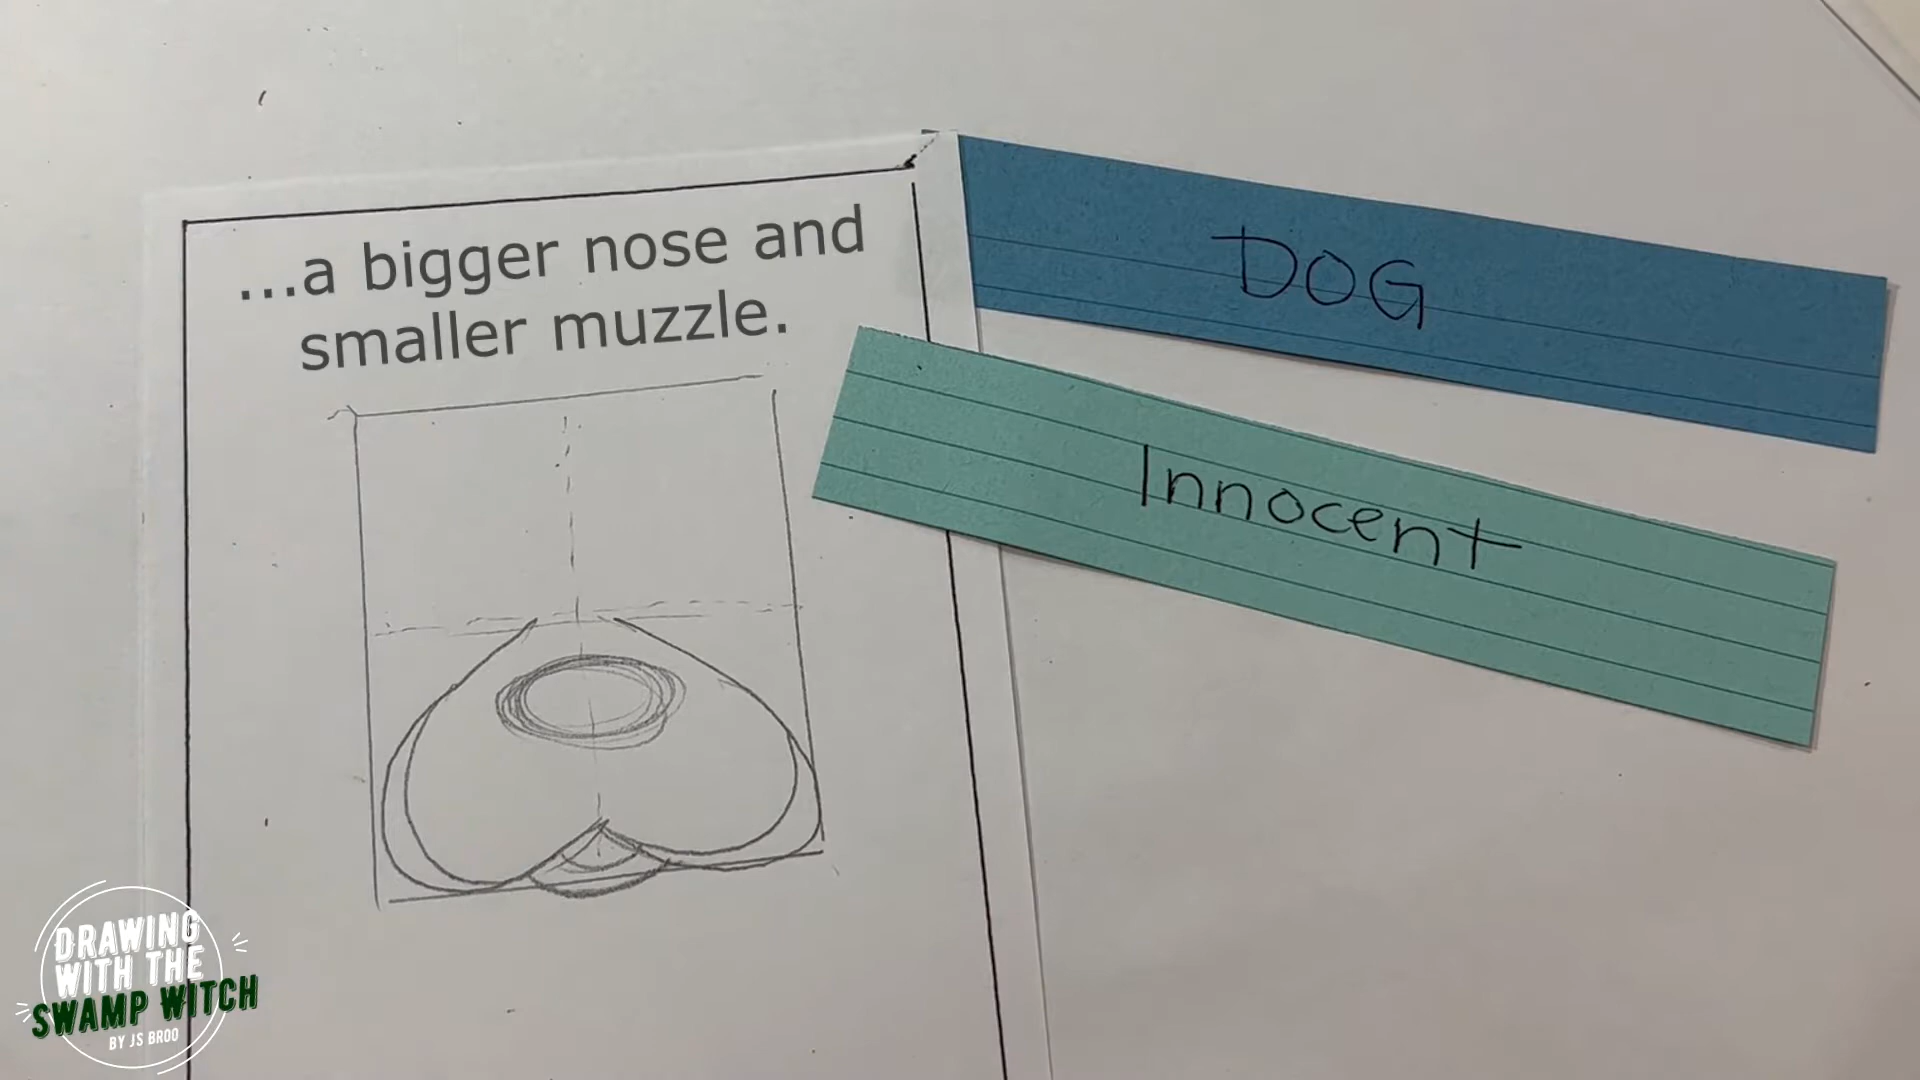 ...a bigger nose and
smaller muzzle.
DOG
Innocent
DRAWING
WITH THE
SWAMP WITCH
BY JS BROO